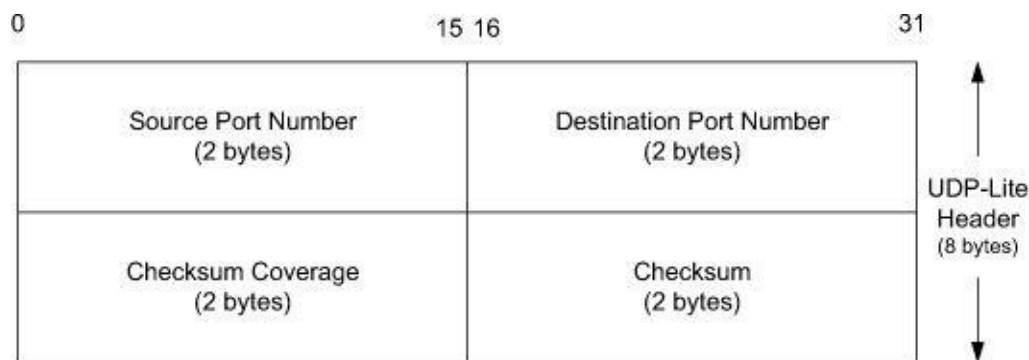 0 15 16 31
Source Port Number Destination Port Number
(2 bytes) (2 bytes)
UDP-Lite
Header
(8 bytes)
Checksum Coverage Checksum
(2 bytes) (2 bytes)